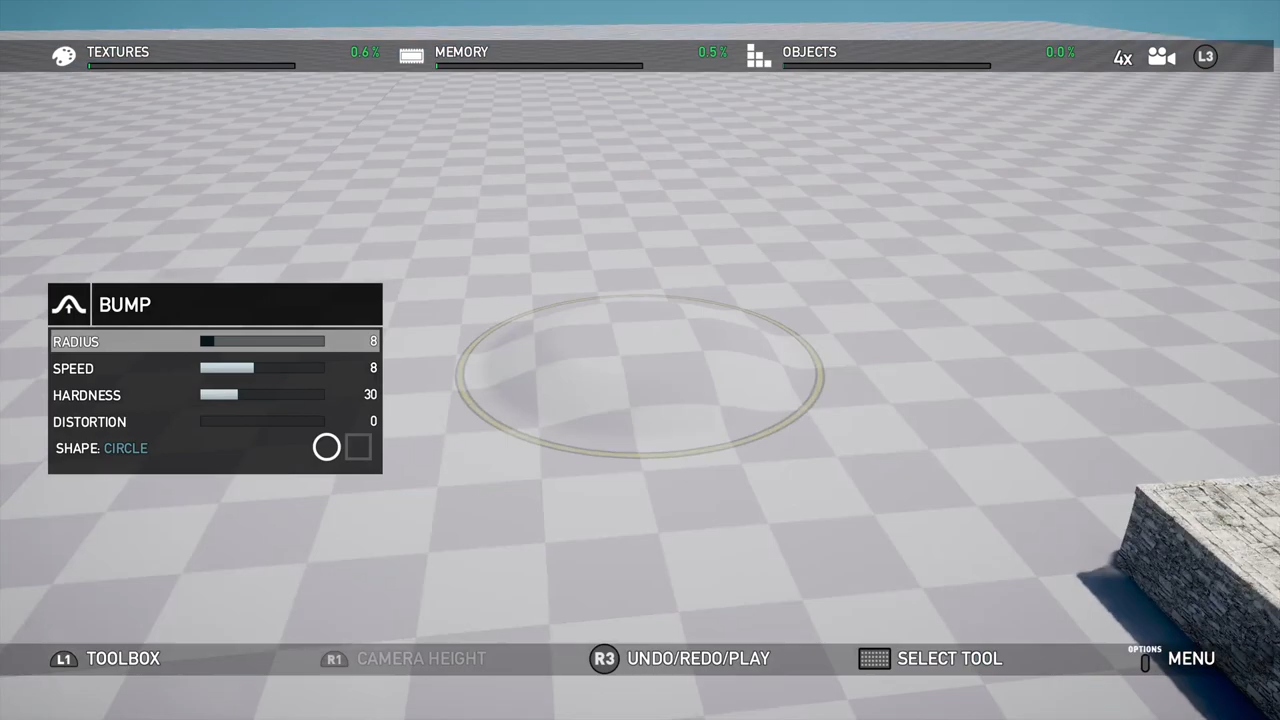 TEXTURES 0.6% MEMORY 0.5% OBJECTS 0.0% 4x L3
BUMP
RADIUS 8
SPEED 8
HARDNESS 30
DISTORTION 0
SHAPE: CIRCLE
L1 TOOLBOX R1 CAMERA HEIGHT R3 UNDO/REDO/PLAY SELECT TOOL OPTIONS MENU